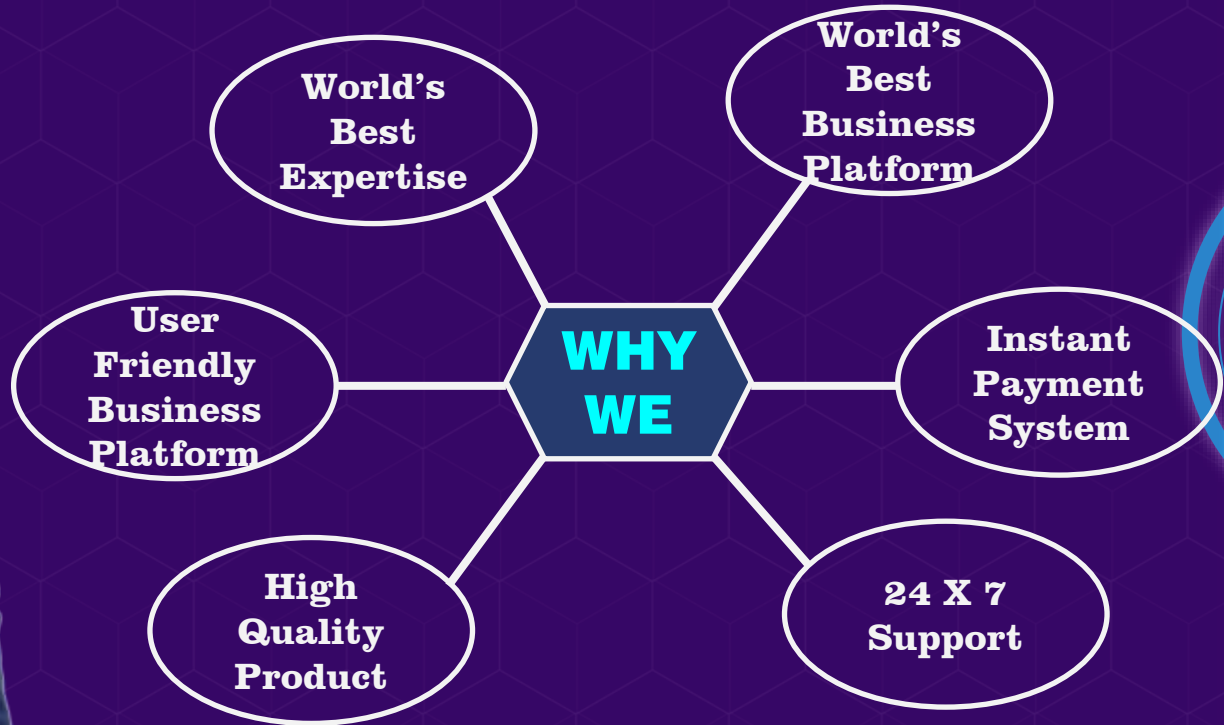 World’s
Best
Expertise
World’s
Best
Business
Platform
User
Friendly
Business
Platform
WHY
WE
Instant
Payment
System
High
Quality
Product
24 X 7
Support